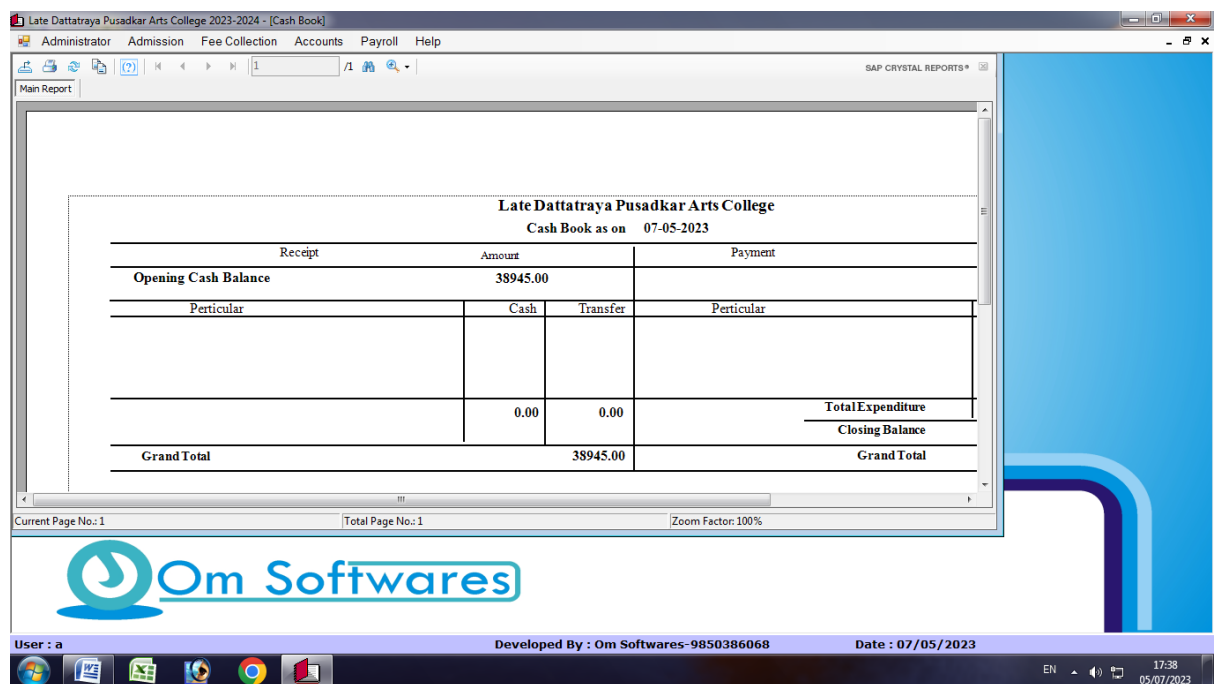 Late Dattatraya Pusadkar Arts College 2023-2024 - [Cash Book]
Administrator Admission Fee Collection Accounts Payroll Help
1 /1 SAP CRYSTAL REPORTS®
Main Report
Late Dattatraya Pusadkar Arts College
Cash Book as on 07-05-2023
Receipt Amount Payment
Opening Cash Balance 38945.00
Perticular Cash Transfer Perticular
0.00 0.00 Total Expenditure
Closing Balance
Grand Total 38945.00 Grand Total
Current Page No.: 1 Total Page No.: 1 Zoom Factor: 100%
Om Softwares
User : a Developed By : Om Softwares-9850386068 Date : 07/05/2023
EN 17:38
05/07/2023